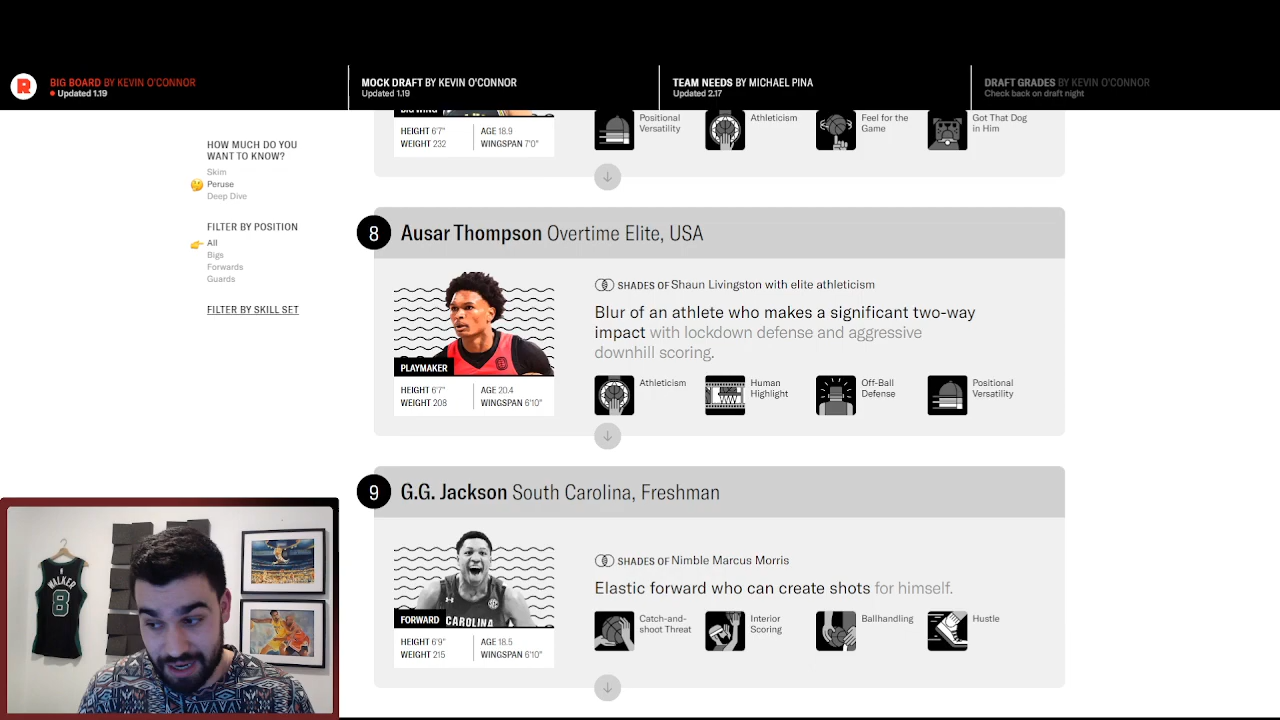 R
BIG BOARD BY KEVIN O'CONNOR
Updated 1.19
MOCK DRAFT BY KEVIN O'CONNOR
Updated 1.19
TEAM NEEDS BY MICHAEL PINA
Updated 2.17
DRAFT GRADES BY KEVIN O'CONNOR
Check back on draft night
HOW MUCH DO YOU
WANT TO KNOW?
Skim
Peruse
Deep Dive
FILTER BY POSITION
All
Bigs
Forwards
Guards
FILTER BY SKILL SET
HEIGHT 6'7" AGE 18.9
WEIGHT 232 WINGSPAN 7'0"
Positional
Versatility
Athleticism
Feel for the
Game
Got That Dog
in Him
8 Ausar Thompson Overtime Elite, USA
PLAYMAKER
HEIGHT 6'7" AGE 20.4
WEIGHT 208 WINGSPAN 6'10"
SHADES OF Shaun Livingston with elite athleticism
Blur of an athlete who makes a significant two-way
impact with lockdown defense and aggressive
downhill scoring.
Athleticism
Human
Highlight
Off-Ball
Defense
Positional
Versatility
9 G.G. Jackson South Carolina, Freshman
CAROLINA
FORWARD
HEIGHT 6'9" AGE 18.5
WEIGHT 215 WINGSPAN 6'10"
SHADES OF Nimble Marcus Morris
Elastic forward who can create shots for himself.
Catch-and-
shoot Threat
Interior
Scoring
Ballhandling
Hustle
WALKER
8